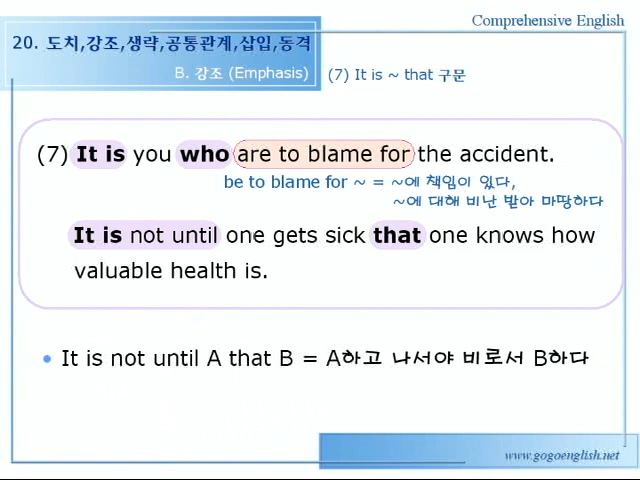 Comprehensive English
20. 도치,강조,생략,공통관계,삽입,동격
B. 강조 (Emphasis)
(7) It is ~ that 구문
(7) It is you who are to blame for the accident.
be to blame for ~ = ~에 책임이 있다,
~에 대해 비난 받아 마땅하다
It is not until one gets sick that one knows how
valuable health is.
• It is not until A that B = A하고 나서야 비로서 B하다
www.gogoenglish.net